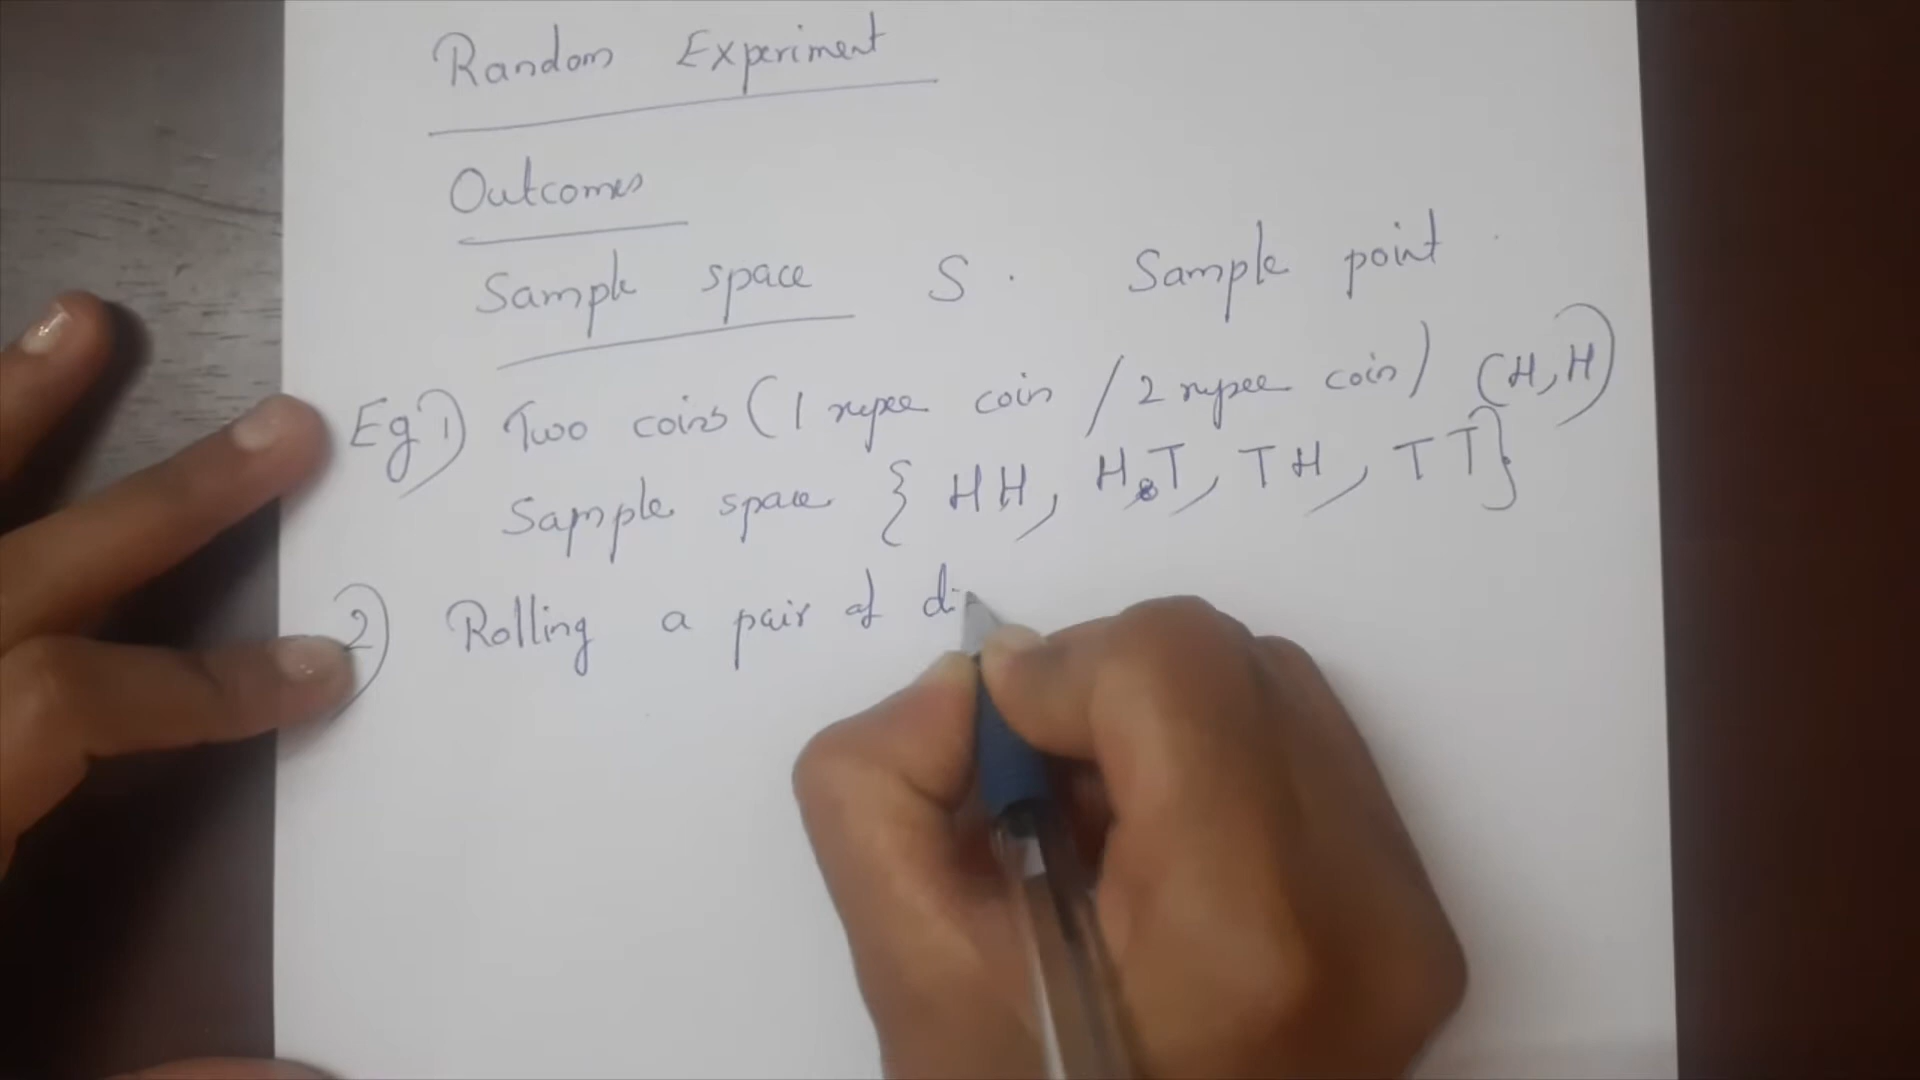 Random Experiment
Outcomes
Sample space S. Sample point.
Eg 1) Two coins (1 rupee coin / 2 rupee coin) (H,H)
Sample space { HH, HT, TH, TT}
2) Rolling a pair of di